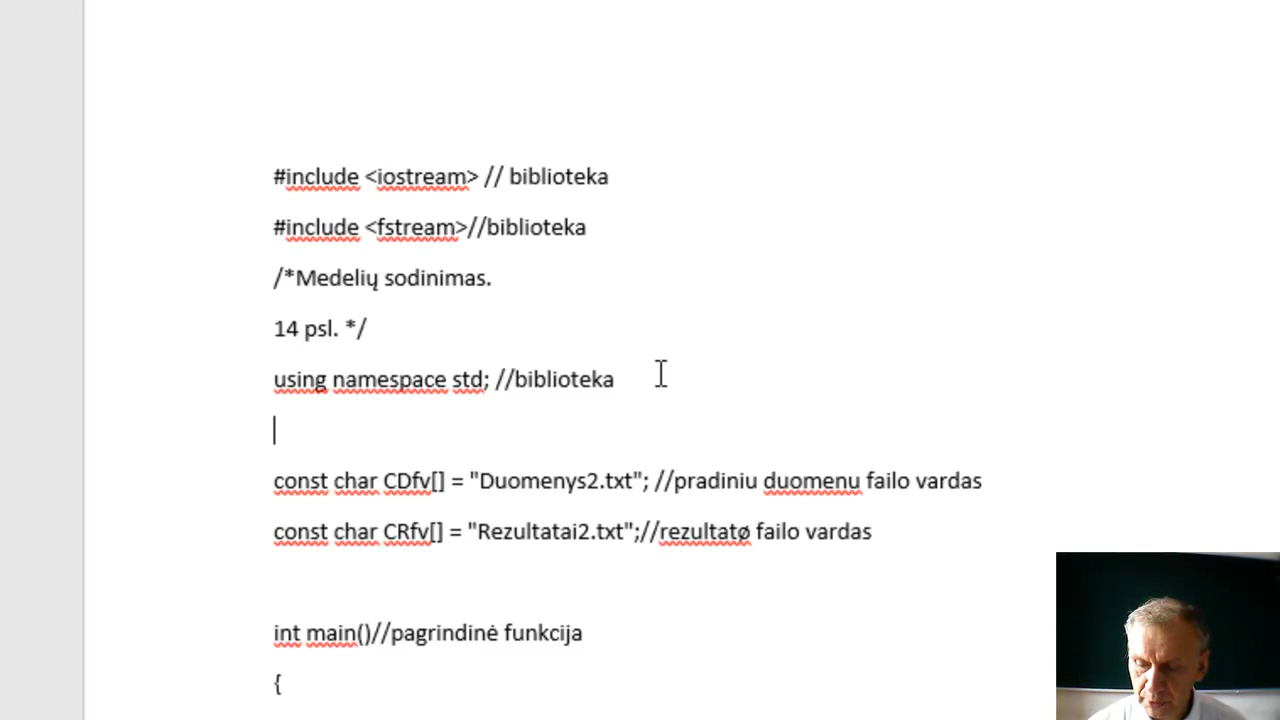 #include <iostream> // biblioteka
#include <fstream>//biblioteka
/*Medelių sodinimas.
14 psl. */
using namespace std; //biblioteka
const char CDfv[] = "Duomenys2.txt"; //pradiniu duomenu failo vardas
const char CRfv[] = "Rezultatai2.txt";//rezultatø failo vardas
int main()//pagrindinė funkcija
{